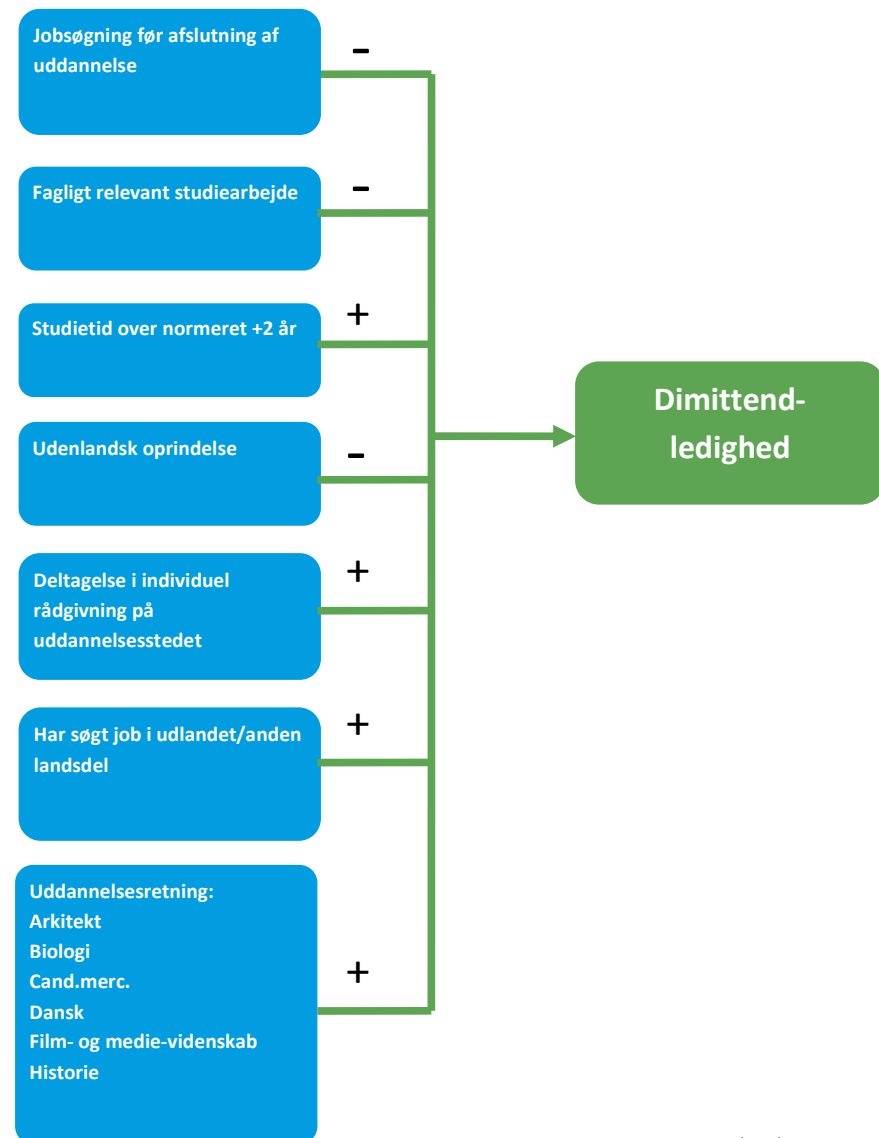 Jobsøgning før afslutning af
uddannelse
-
Fagligt relevant studiearbejde
-
Studietid over normeret +2 år
+
Udenlandsk oprindelse
-
Deltagelse i individuel
rådgivning på
uddannelsesstedet
+
Har søgt job i udlandet/anden
landsdel
+
Uddannelsesretning:
Arkitekt
Biologi
Cand.merc.
Dansk
Film- og medie-videnskab
Historie
+
Dimittend-
ledighed